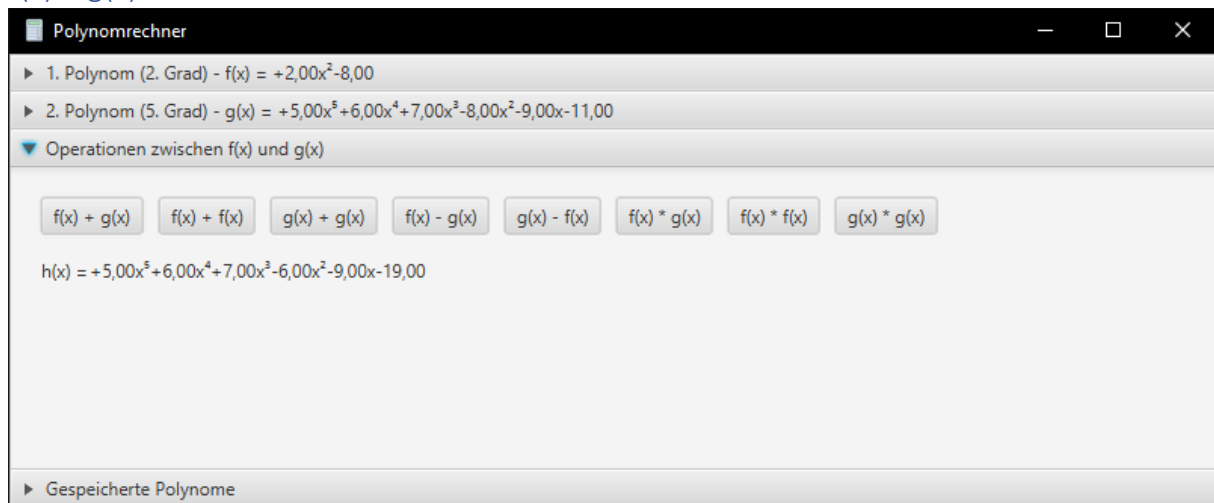 Polynomrechner
1. Polynom (2. Grad) - f(x) = +2,00x²-8,00
2. Polynom (5. Grad) - g(x) = +5,00x⁵+6,00x⁴+7,00x³-8,00x²-9,00x-11,00
Operationen zwischen f(x) und g(x)
f(x) + g(x) f(x) + f(x) g(x) + g(x) f(x) - g(x) g(x) - f(x) f(x) * g(x) f(x) * f(x) g(x) * g(x)
h(x) = +5,00x⁵+6,00x⁴+7,00x³-6,00x²-9,00x-19,00
Gespeicherte Polynome